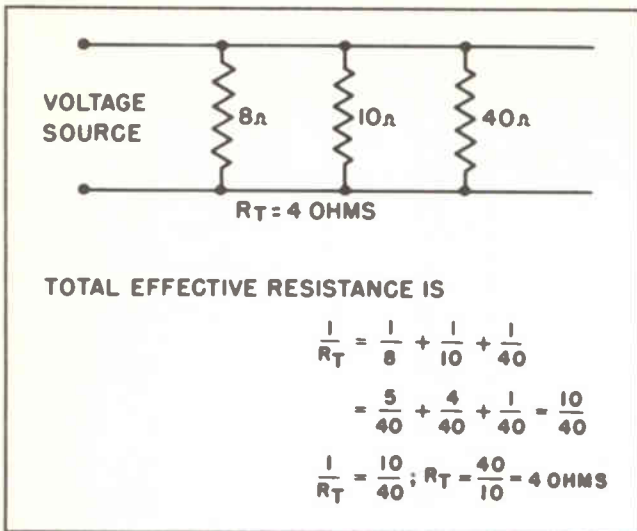 VOLTAGE
SOURCE
8Ω
10Ω
40Ω
RT = 4 OHMS
TOTAL EFFECTIVE RESISTANCE IS
1/RT = 1/8 + 1/10 + 1/40
= 5/40 + 4/40 + 1/40 = 10/40
1/RT = 10/40 ; RT = 40/10 = 4 OHMS